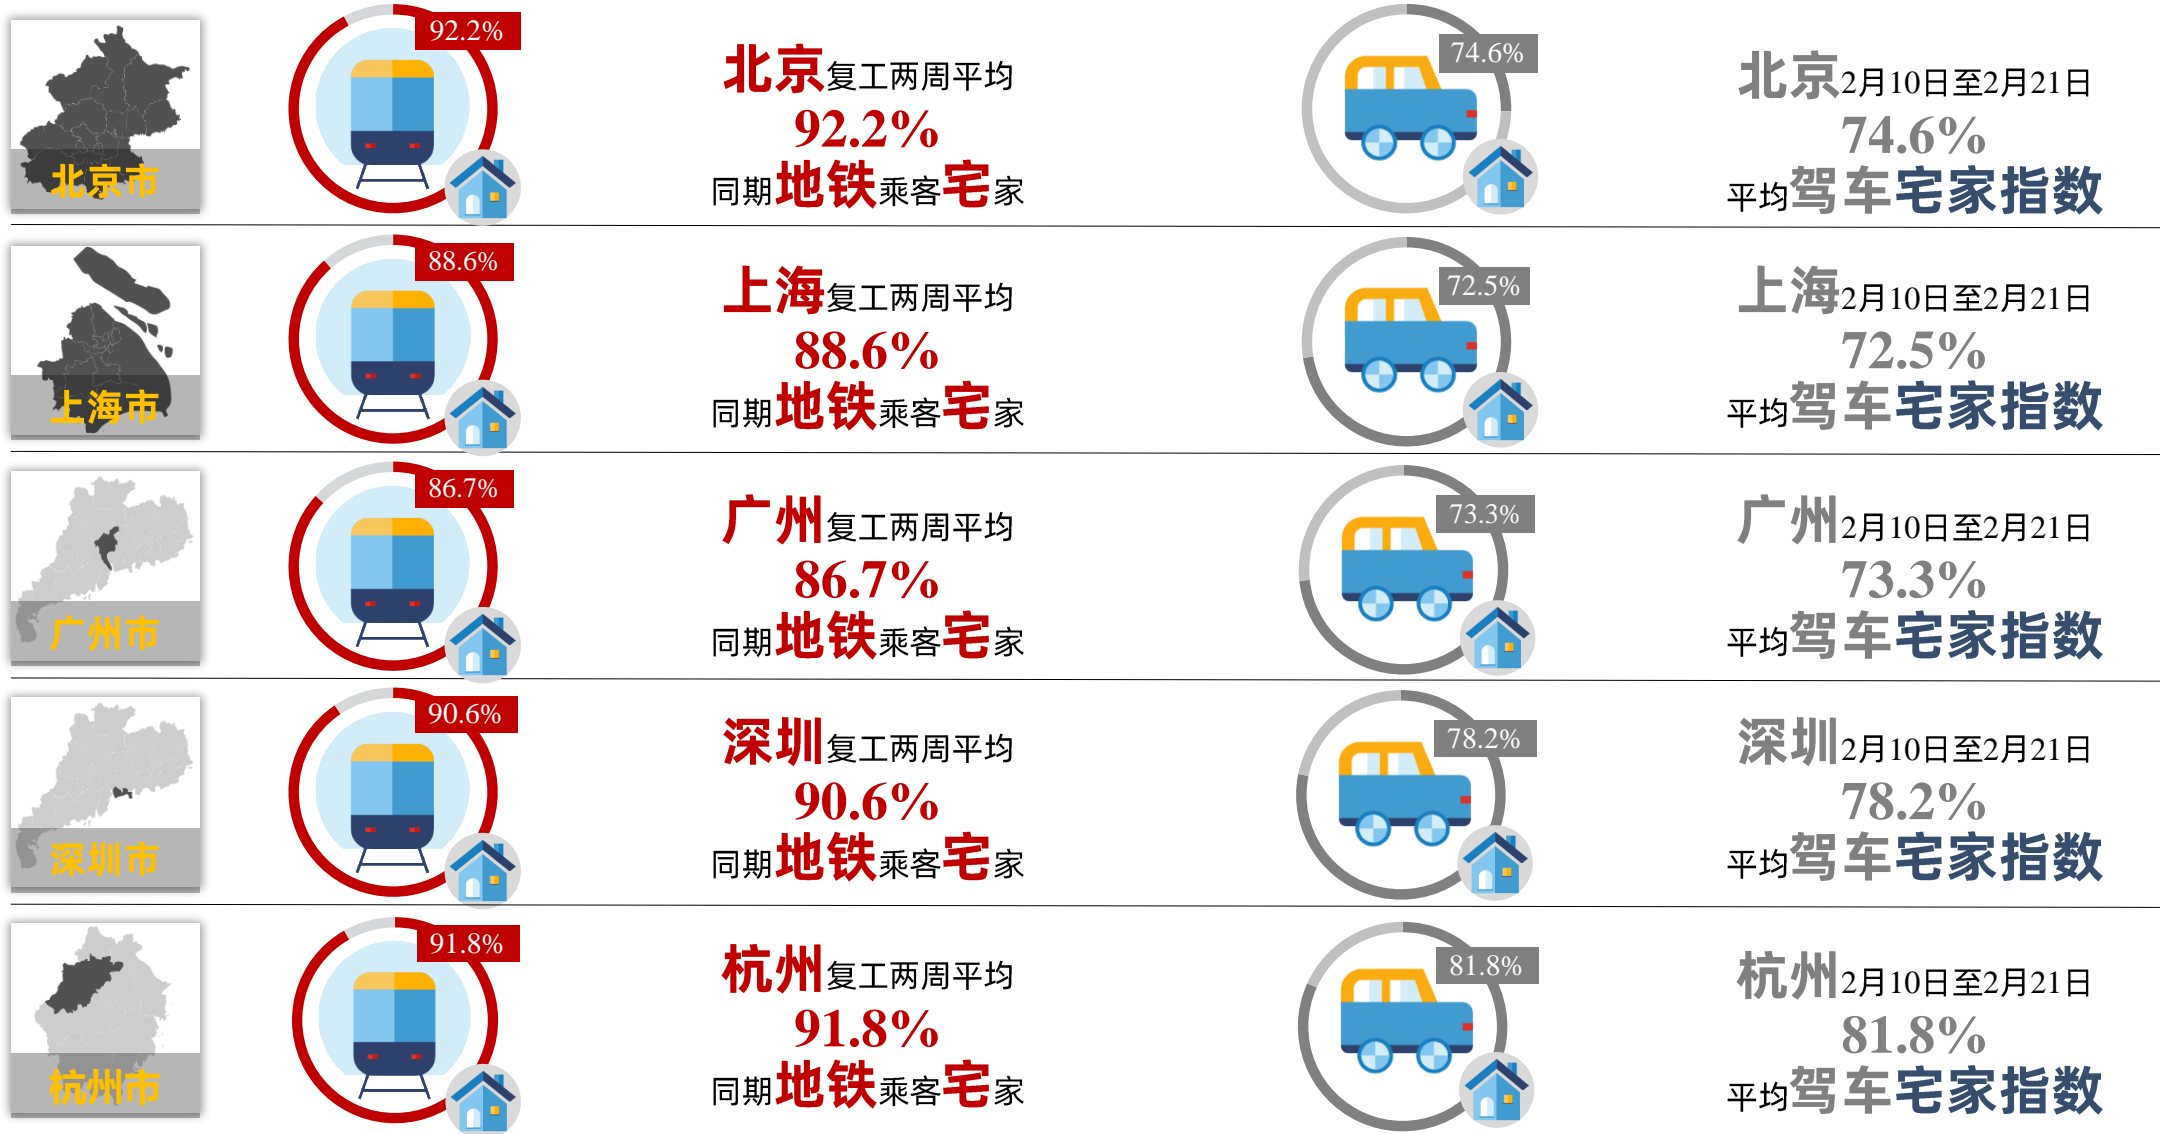 北京市
92.2%
北京复工两周平均
92.2%
同期地铁乘客宅家
74.6%
北京2月10日至2月21日
74.6%
平均驾车宅家指数
上海市
88.6%
上海复工两周平均
88.6%
同期地铁乘客宅家
72.5%
上海2月10日至2月21日
72.5%
平均驾车宅家指数
广州市
86.7%
广州复工两周平均
86.7%
同期地铁乘客宅家
73.3%
广州2月10日至2月21日
73.3%
平均驾车宅家指数
深圳市
90.6%
深圳复工两周平均
90.6%
同期地铁乘客宅家
78.2%
深圳2月10日至2月21日
78.2%
平均驾车宅家指数
杭州市
91.8%
杭州复工两周平均
91.8%
同期地铁乘客宅家
81.8%
杭州2月10日至2月21日
81.8%
平均驾车宅家指数